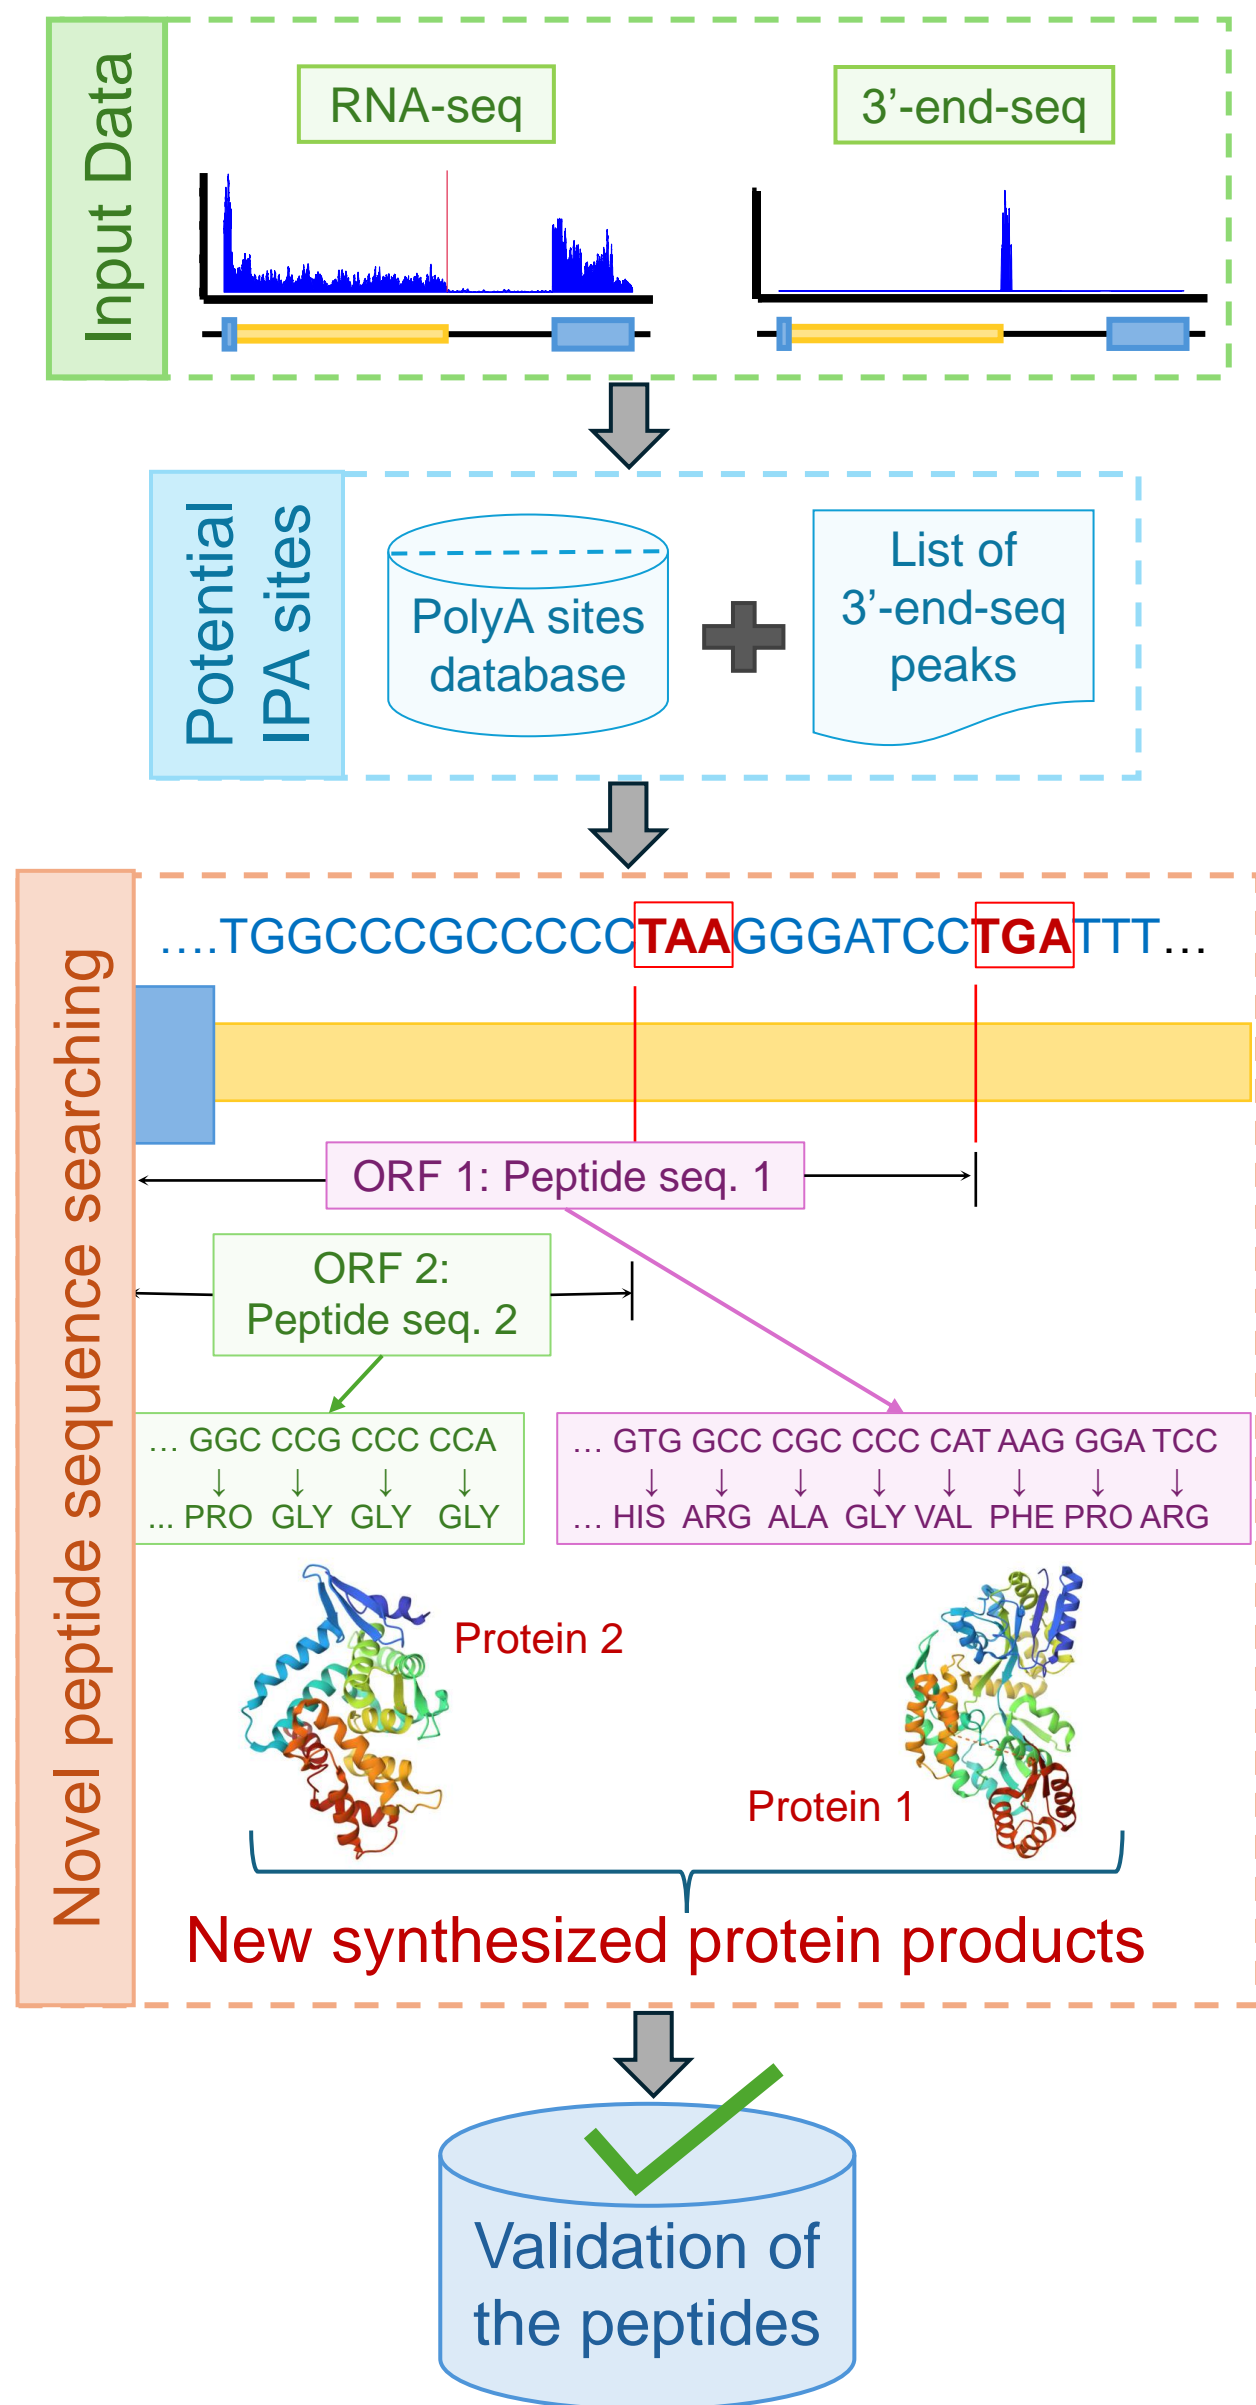 Input Data
RNA-seq
3’-end-seq
Potential
IPA sites
PolyA sites
database
List of
3’-end-seq
peaks
Novel peptide sequence searching
....TGGCCCGCCCCCTAAGGGATCCTGATTT...
ORF 1: Peptide seq. 1
ORF 2:
Peptide seq. 2
... GGC CCG CCC CCA
↓ ↓ ↓ ↓
... PRO GLY GLY GLY
... GTG GCC CGC CCC CAT AAG GGA TCC
↓ ↓ ↓ ↓ ↓ ↓ ↓ ↓
... HIS ARG ALA GLY VAL PHE PRO ARG
Protein 2
Protein 1
New synthesized protein products
Validation of
the peptides